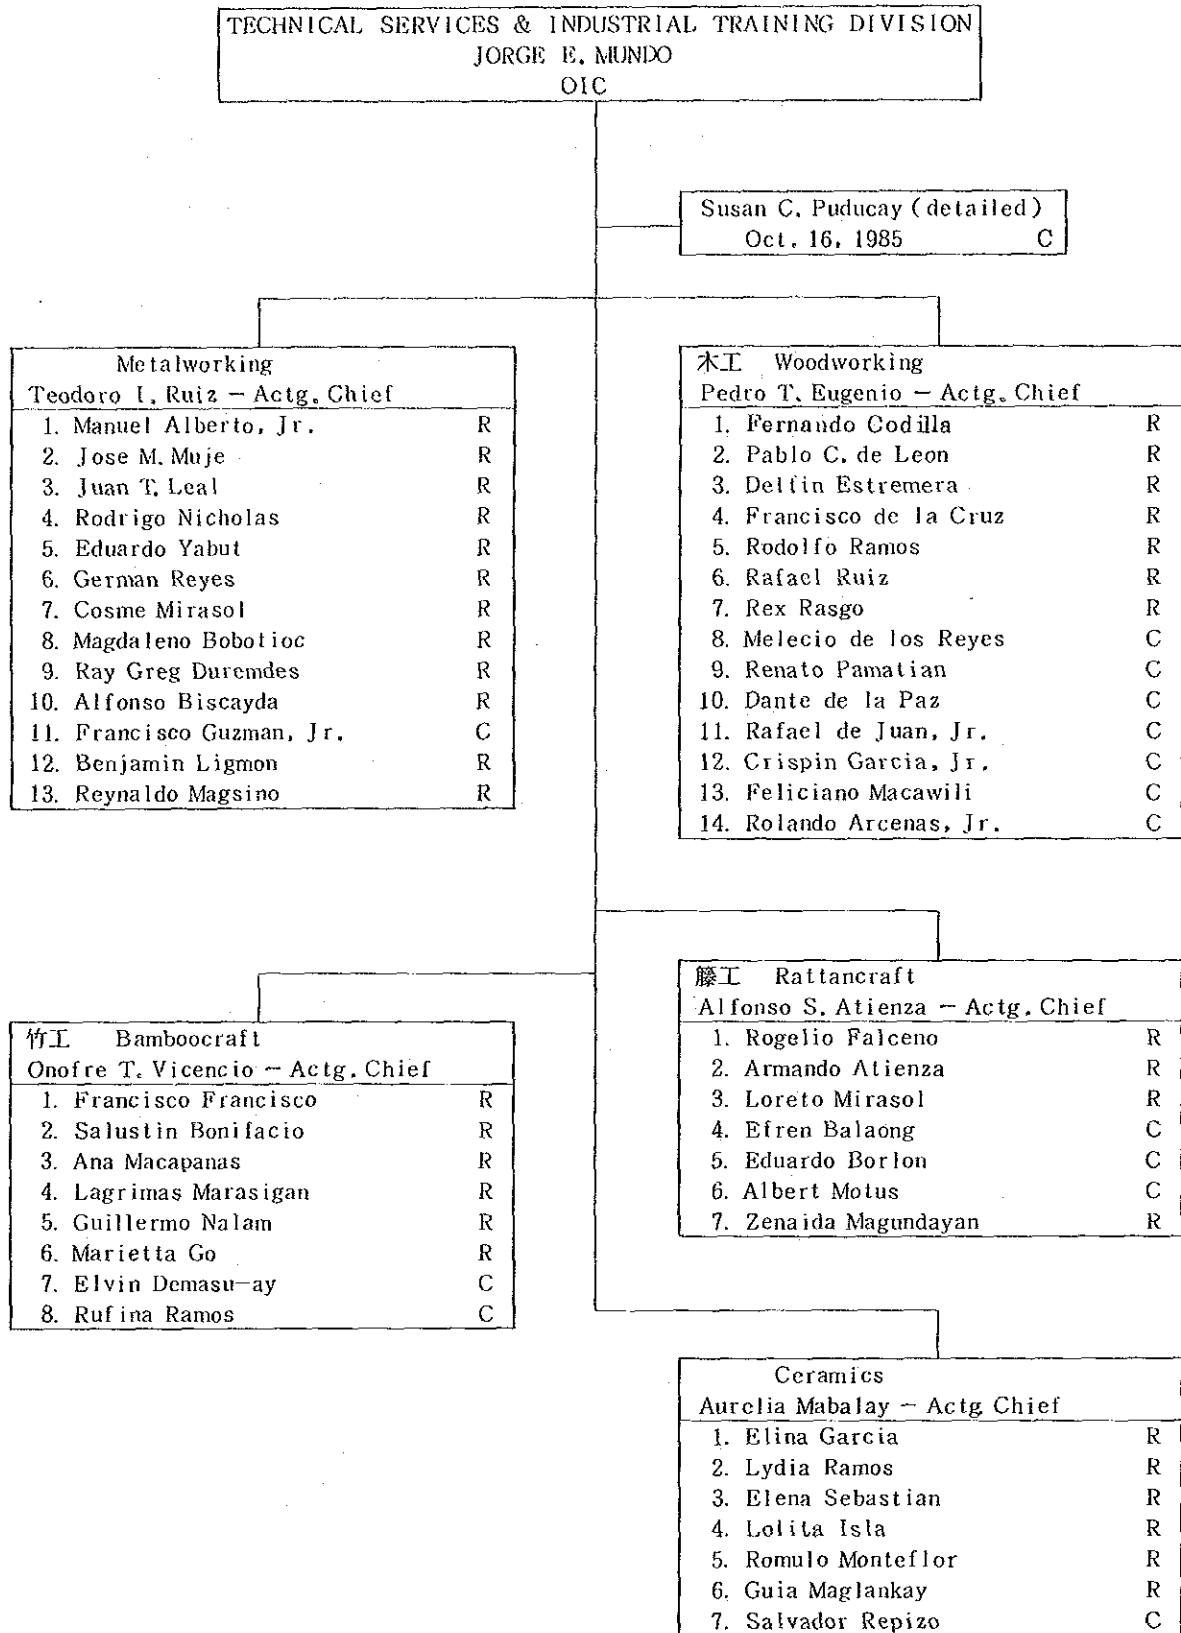 TECHNICAL SERVICES & INDUSTRIAL TRAINING DIVISION
JORGE E. MUNDO
OIC
Susan C. Puducay (detailed)
Oct. 16, 1985 C
Metalworking
Teodoro I. Ruiz - Actg. Chief
1. Manuel Alberto, Jr. R
2. Jose M. Muje R
3. Juan T. Leal R
4. Rodrigo Nicholas R
5. Eduardo Yabut R
6. German Reyes R
7. Cosme Mirasol R
8. Magdaleno Bobotioc R
9. Ray Greg Duremdes R
10. Alfonso Biscayda R
11. Francisco Guzman, Jr. C
12. Benjamin Ligmon R
13. Reynaldo Magsino R
木工 Woodworking
Pedro T. Eugenio - Actg. Chief
1. Fernando Codilla R
2. Pablo C. de Leon R
3. Delfin Estremera R
4. Francisco de la Cruz R
5. Rodolfo Ramos R
6. Rafael Ruiz R
7. Rex Rasgo R
8. Melecio de los Reyes C
9. Renato Pamatian C
10. Dante de la Paz C
11. Rafael de Juan, Jr. C
12. Crispin Garcia, Jr. C
13. Feliciano Macawili C
14. Rolando Arcenas, Jr. C
竹工 Bamboocraft
Onofre T. Vicencio - Actg. Chief
1. Francisco Francisco R
2. Salustin Bonifacio R
3. Ana Macapanas R
4. Lagrimas Marasigan R
5. Guillermo Nalam R
6. Marietta Go R
7. Elvin Demasu-ay C
8. Rufina Ramos C
籐工 Rattancraft
Alfonso S. Atienza - Actg. Chief
1. Rogelio Falceno R
2. Armando Atienza R
3. Loreto Mirasol R
4. Efren Balaong C
5. Eduardo Borlon C
6. Albert Motus C
7. Zenaida Magundayan R
Ceramics
Aurelia Mabalay - Actg Chief
1. Elina Garcia R
2. Lydia Ramos R
3. Elena Sebastian R
4. Lolita Isla R
5. Romulo Monteflor R
6. Guia Maglankay R
7. Salvador Repizo C